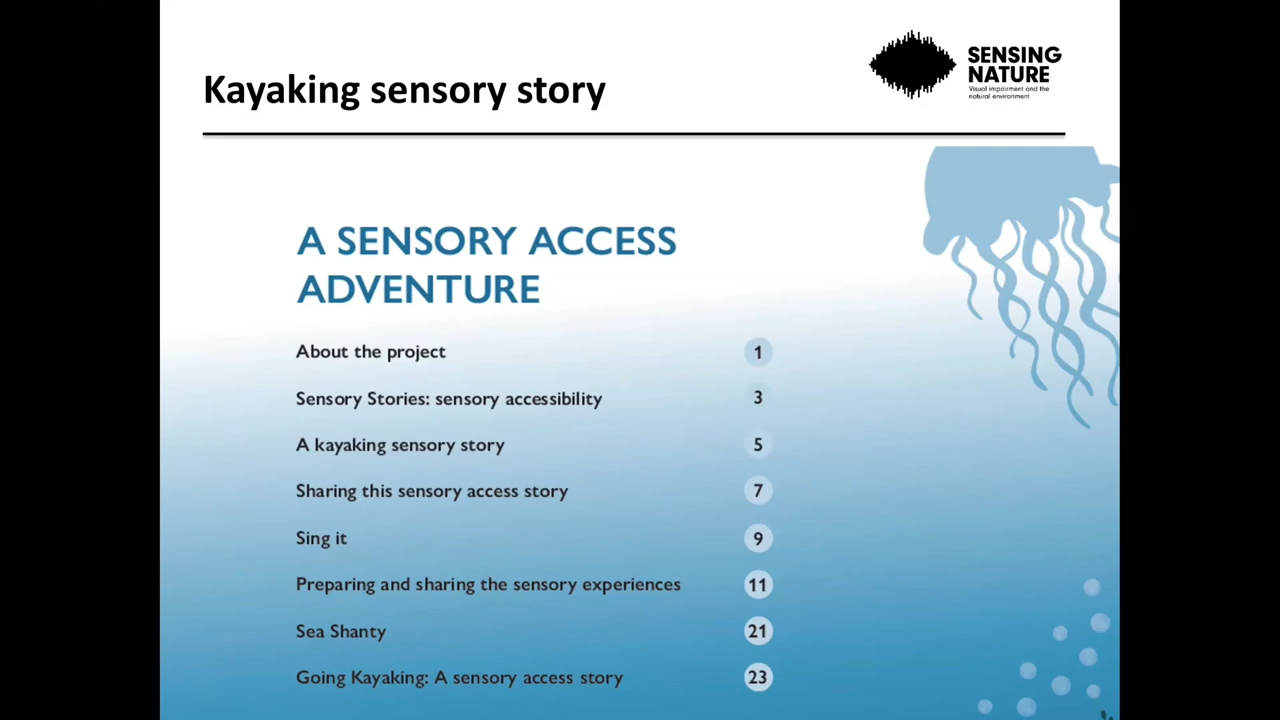 Kayaking sensory story
SENSING
NATURE
Visual impairment and the
natural environment
A SENSORY ACCESS
ADVENTURE
About the project 1
Sensory Stories: sensory accessibility 3
A kayaking sensory story 5
Sharing this sensory access story 7
Sing it 9
Preparing and sharing the sensory experiences 11
Sea Shanty 21
Going Kayaking: A sensory access story 23